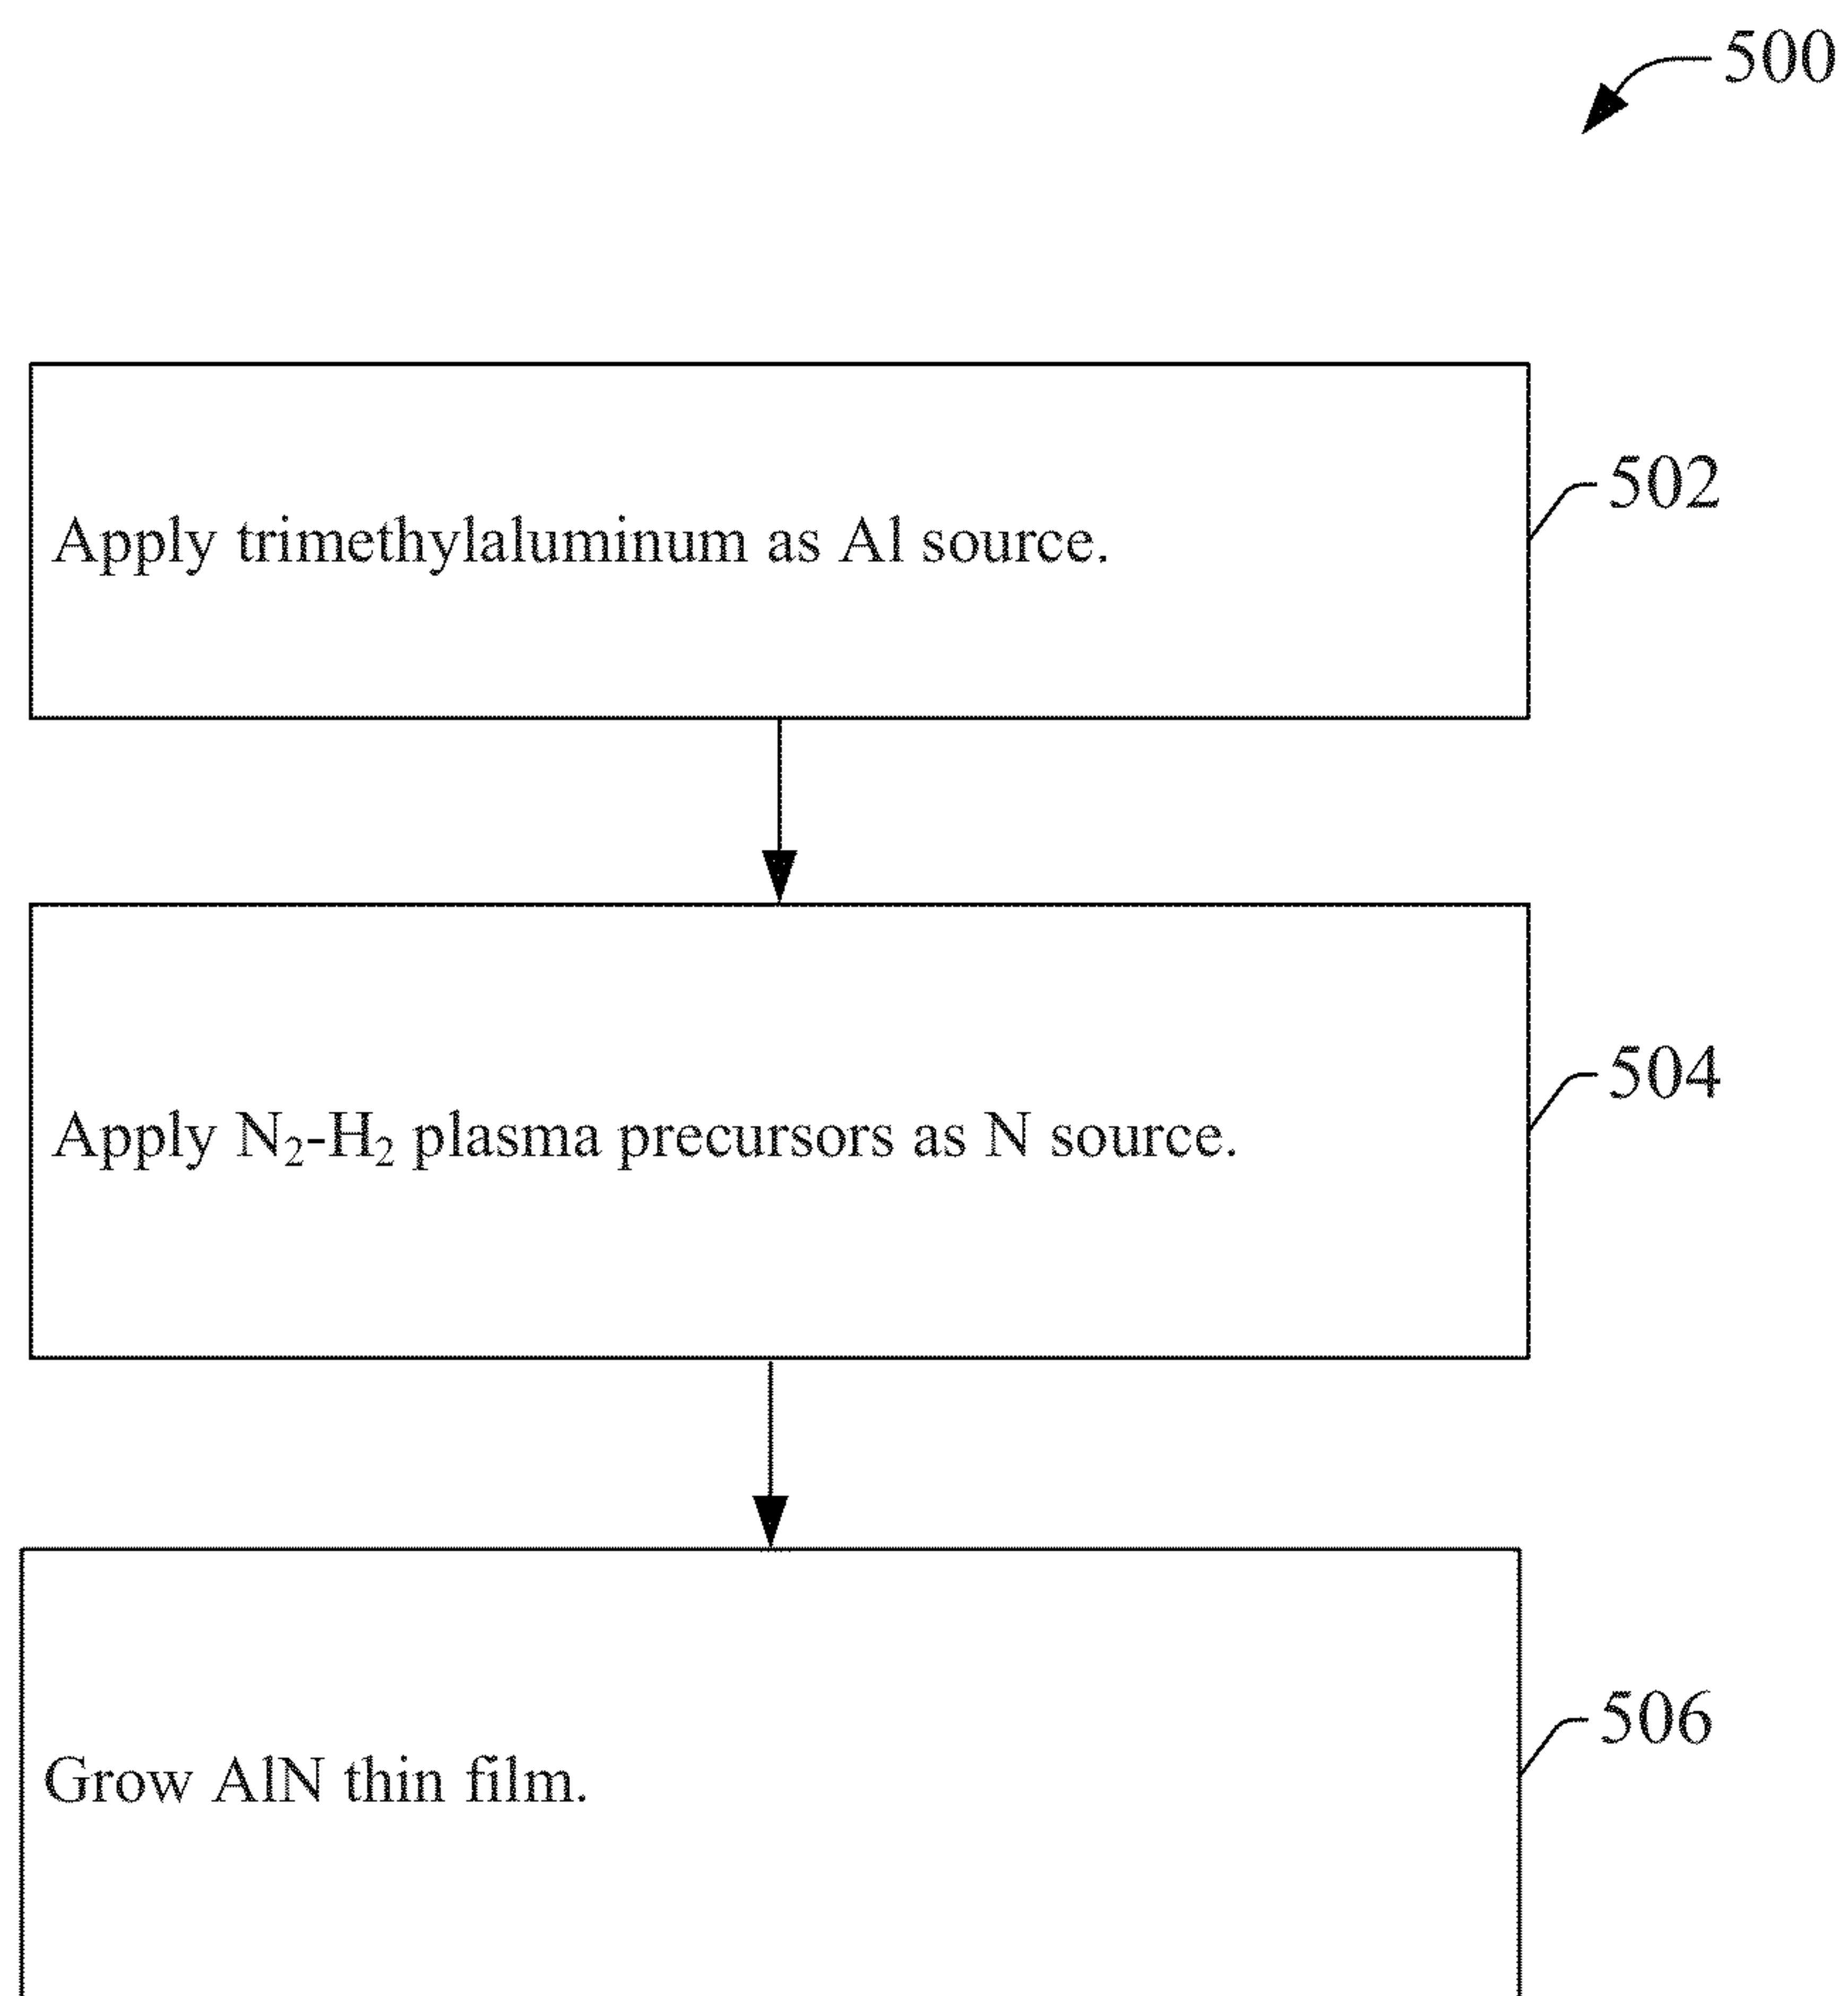 500
Apply trimethylaluminum as Al source.
502
Apply N₂-H₂ plasma precursors as N source.
504
Grow AlN thin film.
506